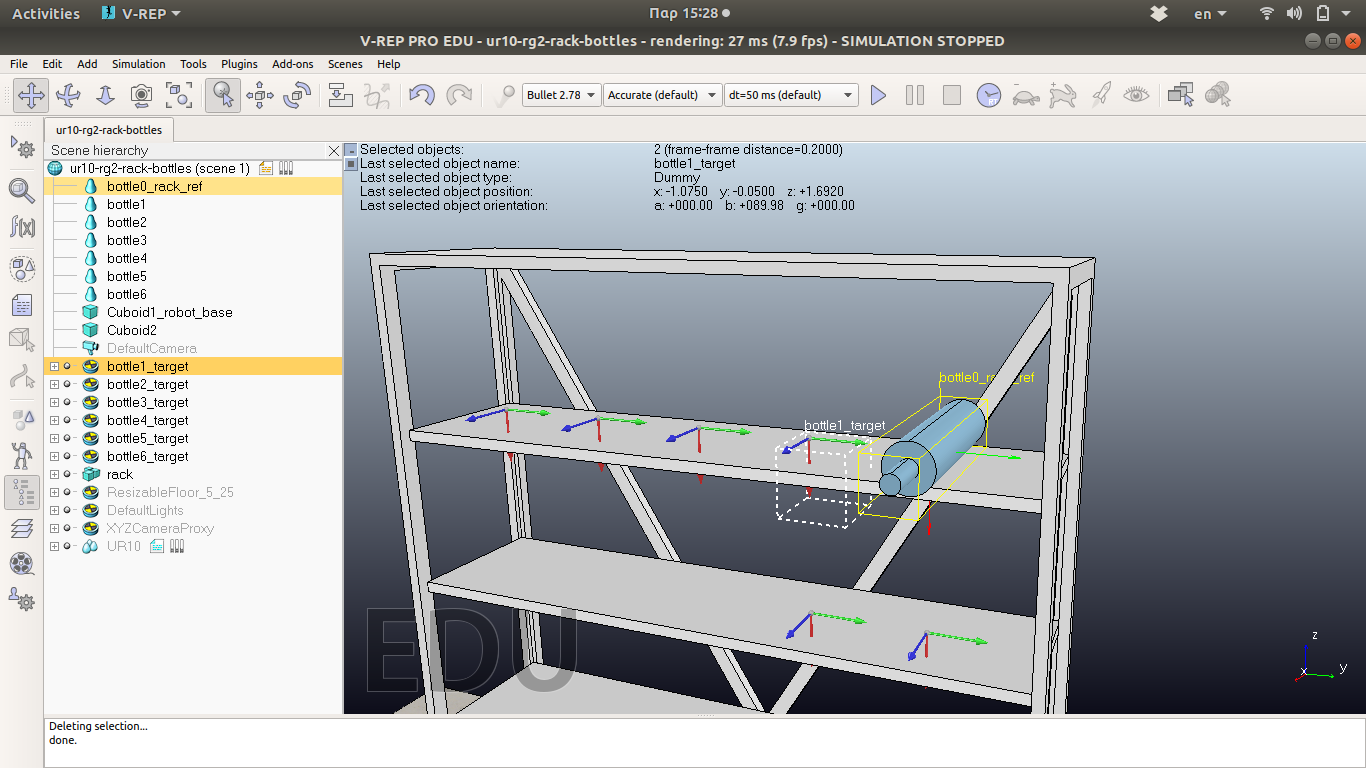 Activities V-REP Παρ 15:28 en
V-REP PRO EDU - ur10-rg2-rack-bottles - rendering: 27 ms (7.9 fps) - SIMULATION STOPPED
File Edit Add Simulation Tools Plugins Add-ons Scenes Help
Bullet 2.78 Accurate (default) dt=50 ms (default) RT
ur10-rg2-rack-bottles
Scene hierarchy
ur10-rg2-rack-bottles (scene 1)
bottle0_rack_ref
bottle1
bottle2
bottle3
bottle4
bottle5
bottle6
Cuboid1_robot_base
Cuboid2
DefaultCamera
bottle1_target
bottle2_target
bottle3_target
bottle4_target
bottle5_target
bottle6_target
rack
ResizableFloor_5_25
DefaultLights
XYZCameraProxy
UR10
f(x)
Selected objects: 2 (frame-frame distance=0.2000)
Last selected object name: bottle1_target
Last selected object type: Dummy
Last selected object position: x: -1.0750 y: -0.0500 z: +1.6920
Last selected object orientation: a: +000.00 b: +089.98 g: +000.00
bottle0_rack_ref
bottle1_target
EDU
z
x y
Deleting selection...
done.